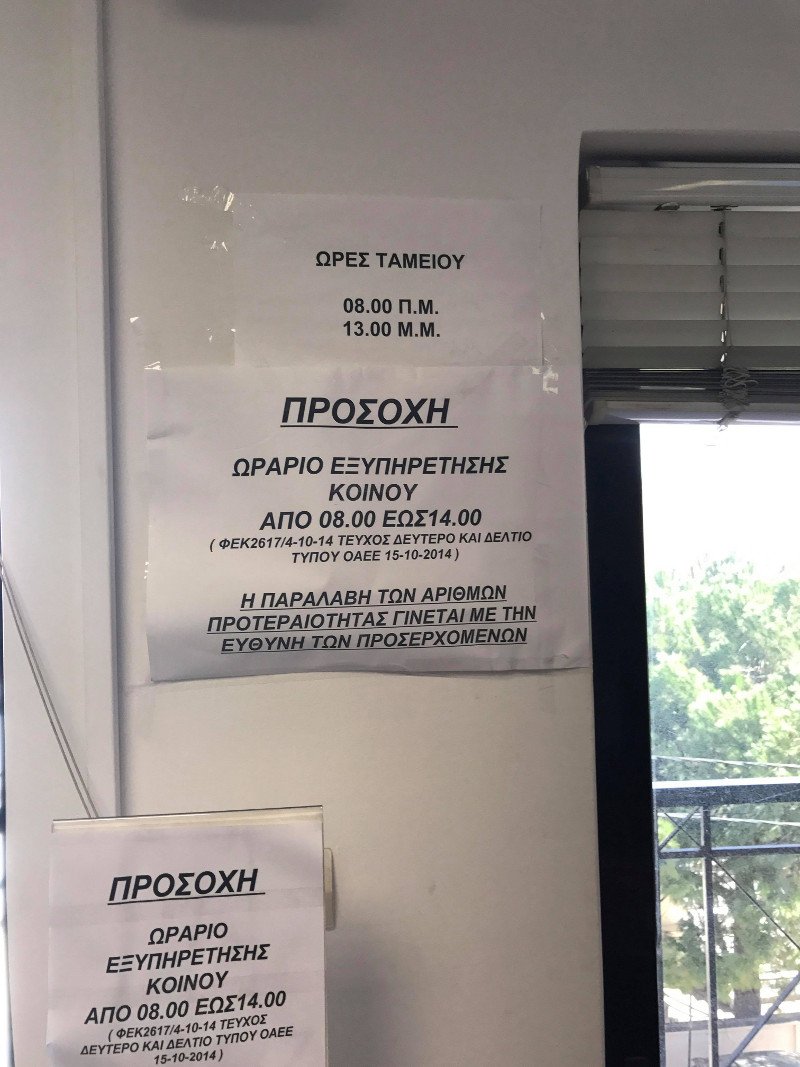 ΩΡΕΣ ΤΑΜΕΙΟΥ
08.00 Π.Μ.
13.00 Μ.Μ.
ΠΡΟΣΟΧΗ
ΩΡΑΡΙΟ ΕΞΥΠΗΡΕΤΗΣΗΣ
ΚΟΙΝΟΥ
ΑΠΟ 08.00 ΕΩΣ14.00
( ΦΕΚ2617/4-10-14 ΤΕΥΧΟΣ ΔΕΥΤΕΡΟ ΚΑΙ ΔΕΛΤΙΟ
ΤΥΠΟΥ ΟΑΕΕ 15-10-2014 )
Η ΠΑΡΑΛΑΒΗ ΤΩΝ ΑΡΙΘΜΩΝ
ΠΡΟΤΕΡΑΙΟΤΗΤΑΣ ΓΙΝΕΤΑΙ ΜΕ ΤΗΝ
ΕΥΘΥΝΗ ΤΩΝ ΠΡΟΣΕΡΧΟΜΕΝΩΝ
ΠΡΟΣΟΧΗ
ΩΡΑΡΙΟ
ΕΞΥΠΗΡΕΤΗΣΗΣ
ΚΟΙΝΟΥ
ΑΠΟ 08.00 ΕΩΣ14.00
( ΦΕΚ2617/4-10-14 ΤΕΥΧΟΣ
ΔΕΥΤΕΡΟ ΚΑΙ ΔΕΛΤΙΟ ΤΥΠΟΥ ΟΑΕΕ
15-10-2014 )